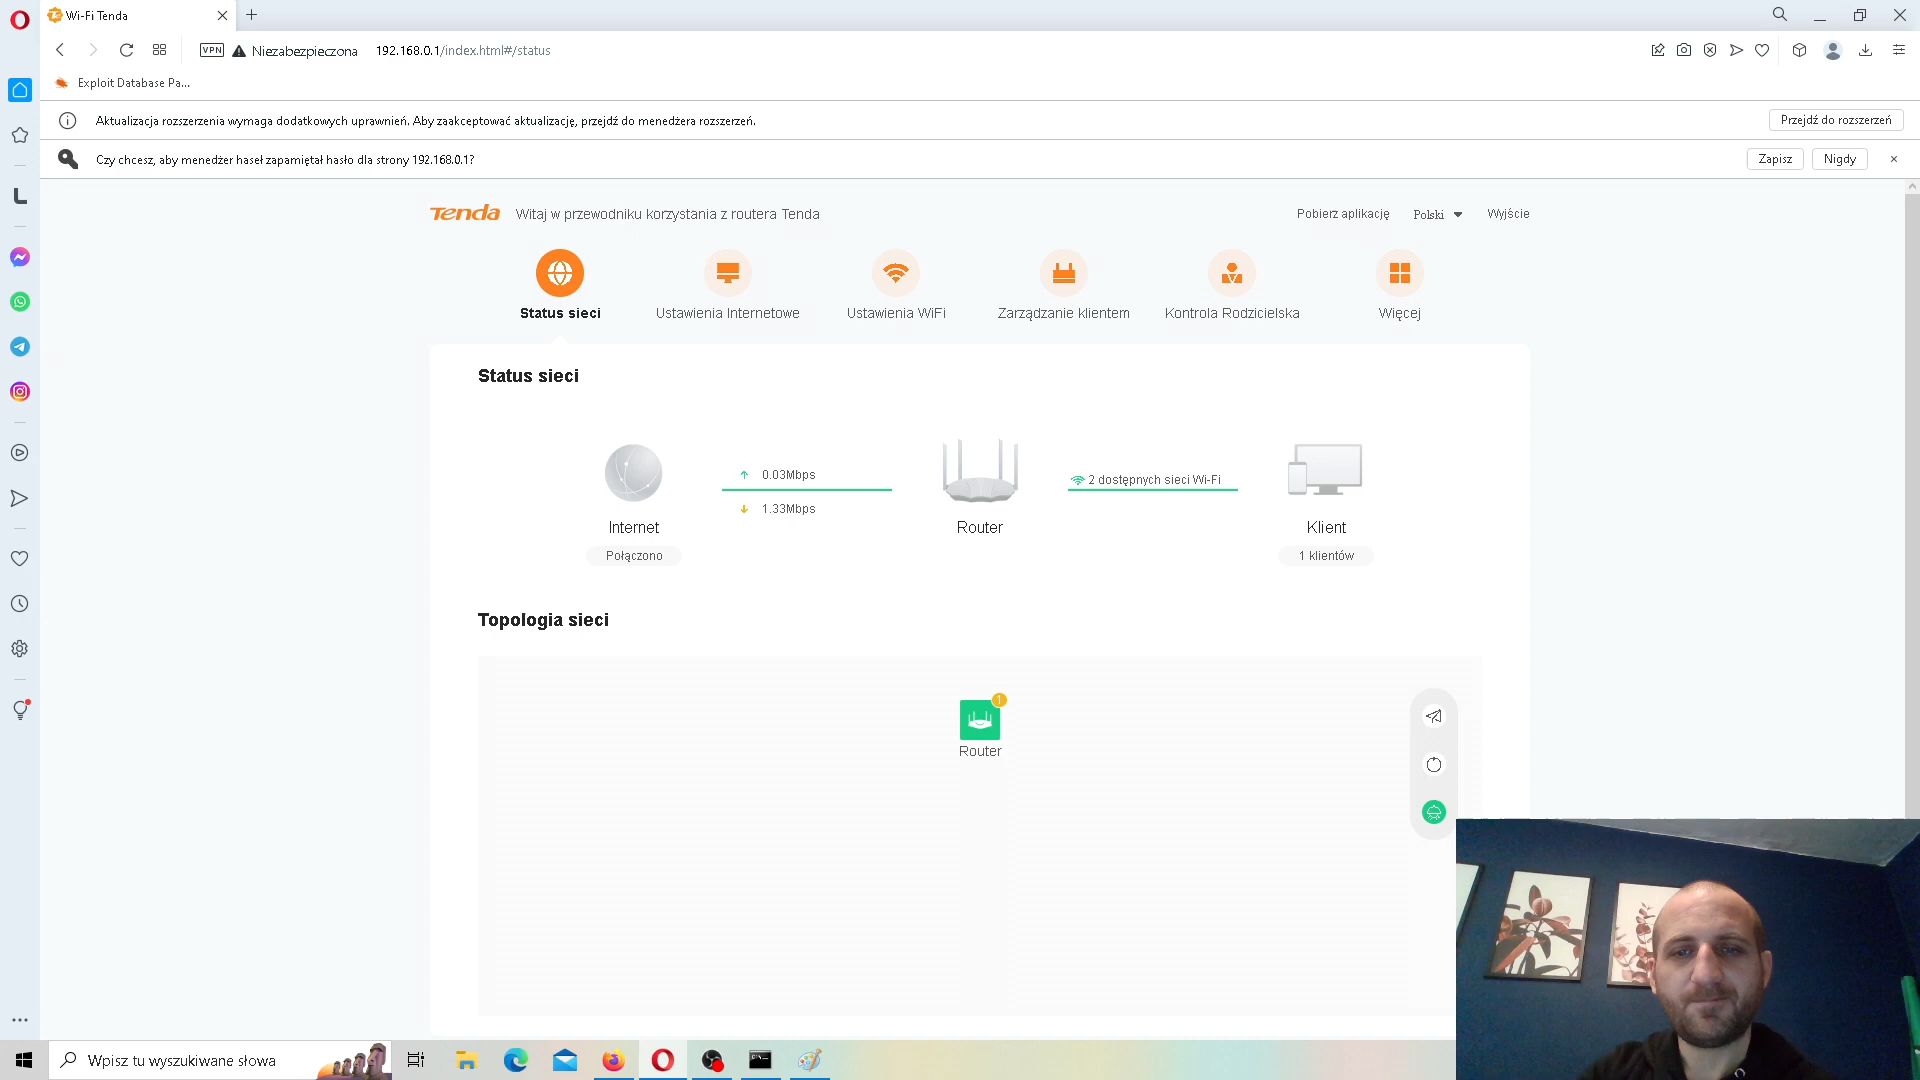 Wi-Fi Tenda
VPN Niezabezpieczona 192.168.0.1/index.html#/status
Exploit Database Pa...
Aktualizacja rozszerzenia wymaga dodatkowych uprawnień. Aby zaakceptować aktualizację, przejdź do menedżera rozszerzeń.
Przejdź do rozszerzeń
Czy chcesz, aby menedżer haseł zapamiętał hasło dla strony 192.168.0.1?
Zapisz
Nigdy
Tenda Witaj w przewodniku korzystania z routera Tenda
Pobierz aplikację
Polski
Wyjście
Status sieci
Ustawienia Internetowe
Ustawienia WiFi
Zarządzanie klientem
Kontrola Rodzicielska
Więcej
Status sieci
0.03Mbps
1.33Mbps
2 dostępnych sieci Wi-Fi
Internet
Router
Klient
Połączono
1 klientów
Topologia sieci
1
Router
Wpisz tu wyszukiwane słowa